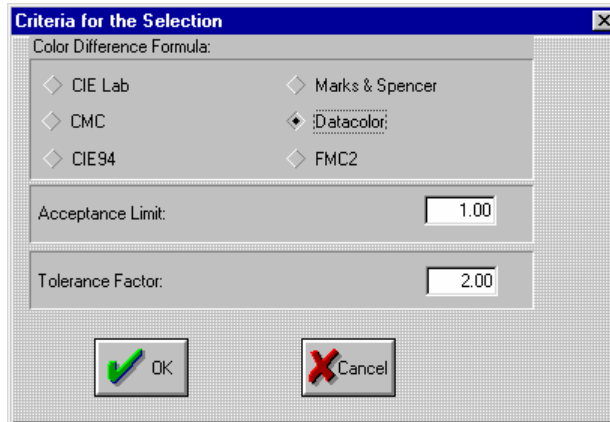 Criteria for the Selection
Color Difference Formula:
CIE Lab Marks & Spencer
CMC Datacolor
CIE94 FMC2
Acceptance Limit: 1.00
Tolerance Factor: 2.00
OK Cancel